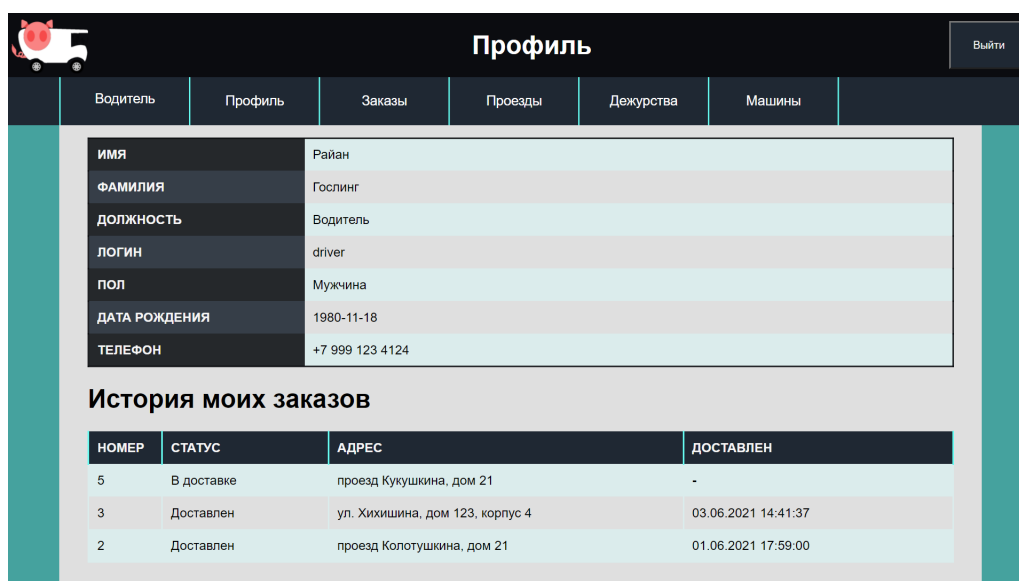 Профиль
Выйти
Водитель Профиль Заказы Проезды Дежурства Машины
ИМЯ Райан
ФАМИЛИЯ Гослинг
ДОЛЖНОСТЬ Водитель
ЛОГИН driver
ПОЛ Мужчина
ДАТА РОЖДЕНИЯ 1980-11-18
ТЕЛЕФОН +7 999 123 4124
История моих заказов
НОМЕР СТАТУС АДРЕС ДОСТАВЛЕН
5 В доставке проезд Кукушкина, дом 21 -
3 Доставлен ул. Хихишина, дом 123, корпус 4 03.06.2021 14:41:37
2 Доставлен проезд Колотушкина, дом 21 01.06.2021 17:59:00